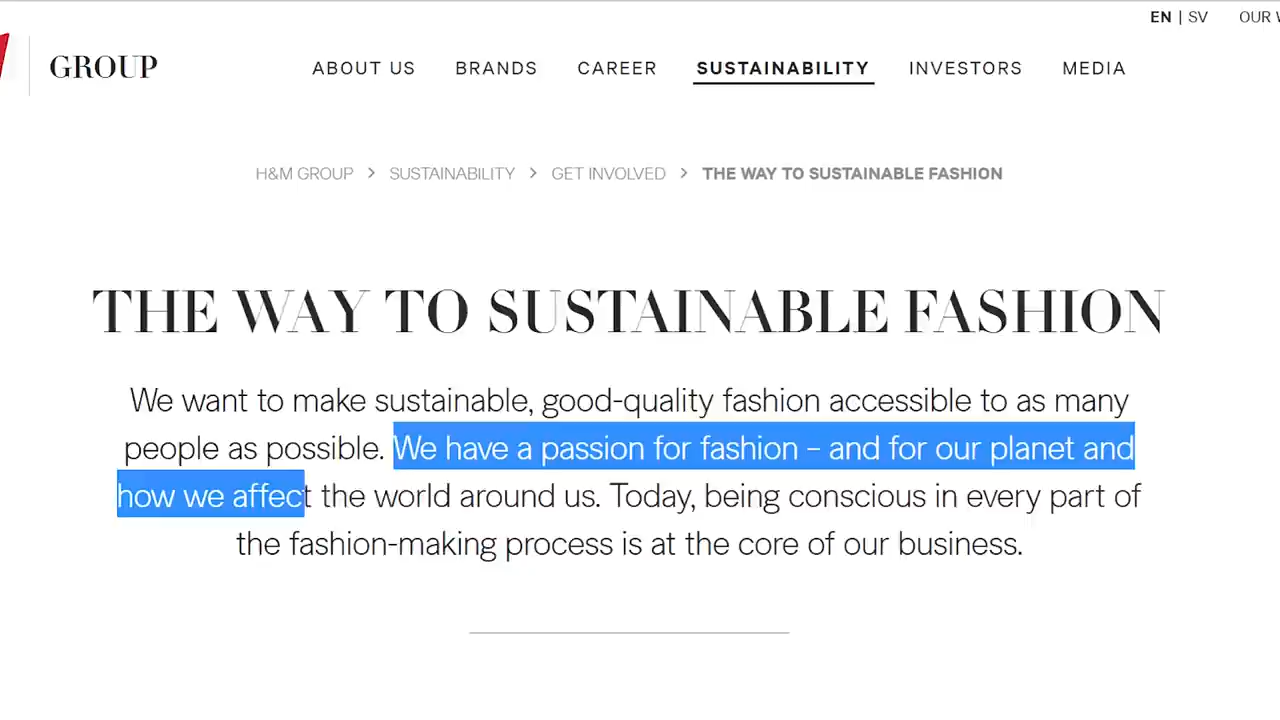 EN | SV OUR
GROUP ABOUT US BRANDS CAREER SUSTAINABILITY INVESTORS MEDIA
H&M GROUP > SUSTAINABILITY > GET INVOLVED > THE WAY TO SUSTAINABLE FASHION
THE WAY TO SUSTAINABLE FASHION
We want to make sustainable, good-quality fashion accessible to as many
people as possible. We have a passion for fashion – and for our planet and
how we affect the world around us. Today, being conscious in every part of
the fashion-making process is at the core of our business.